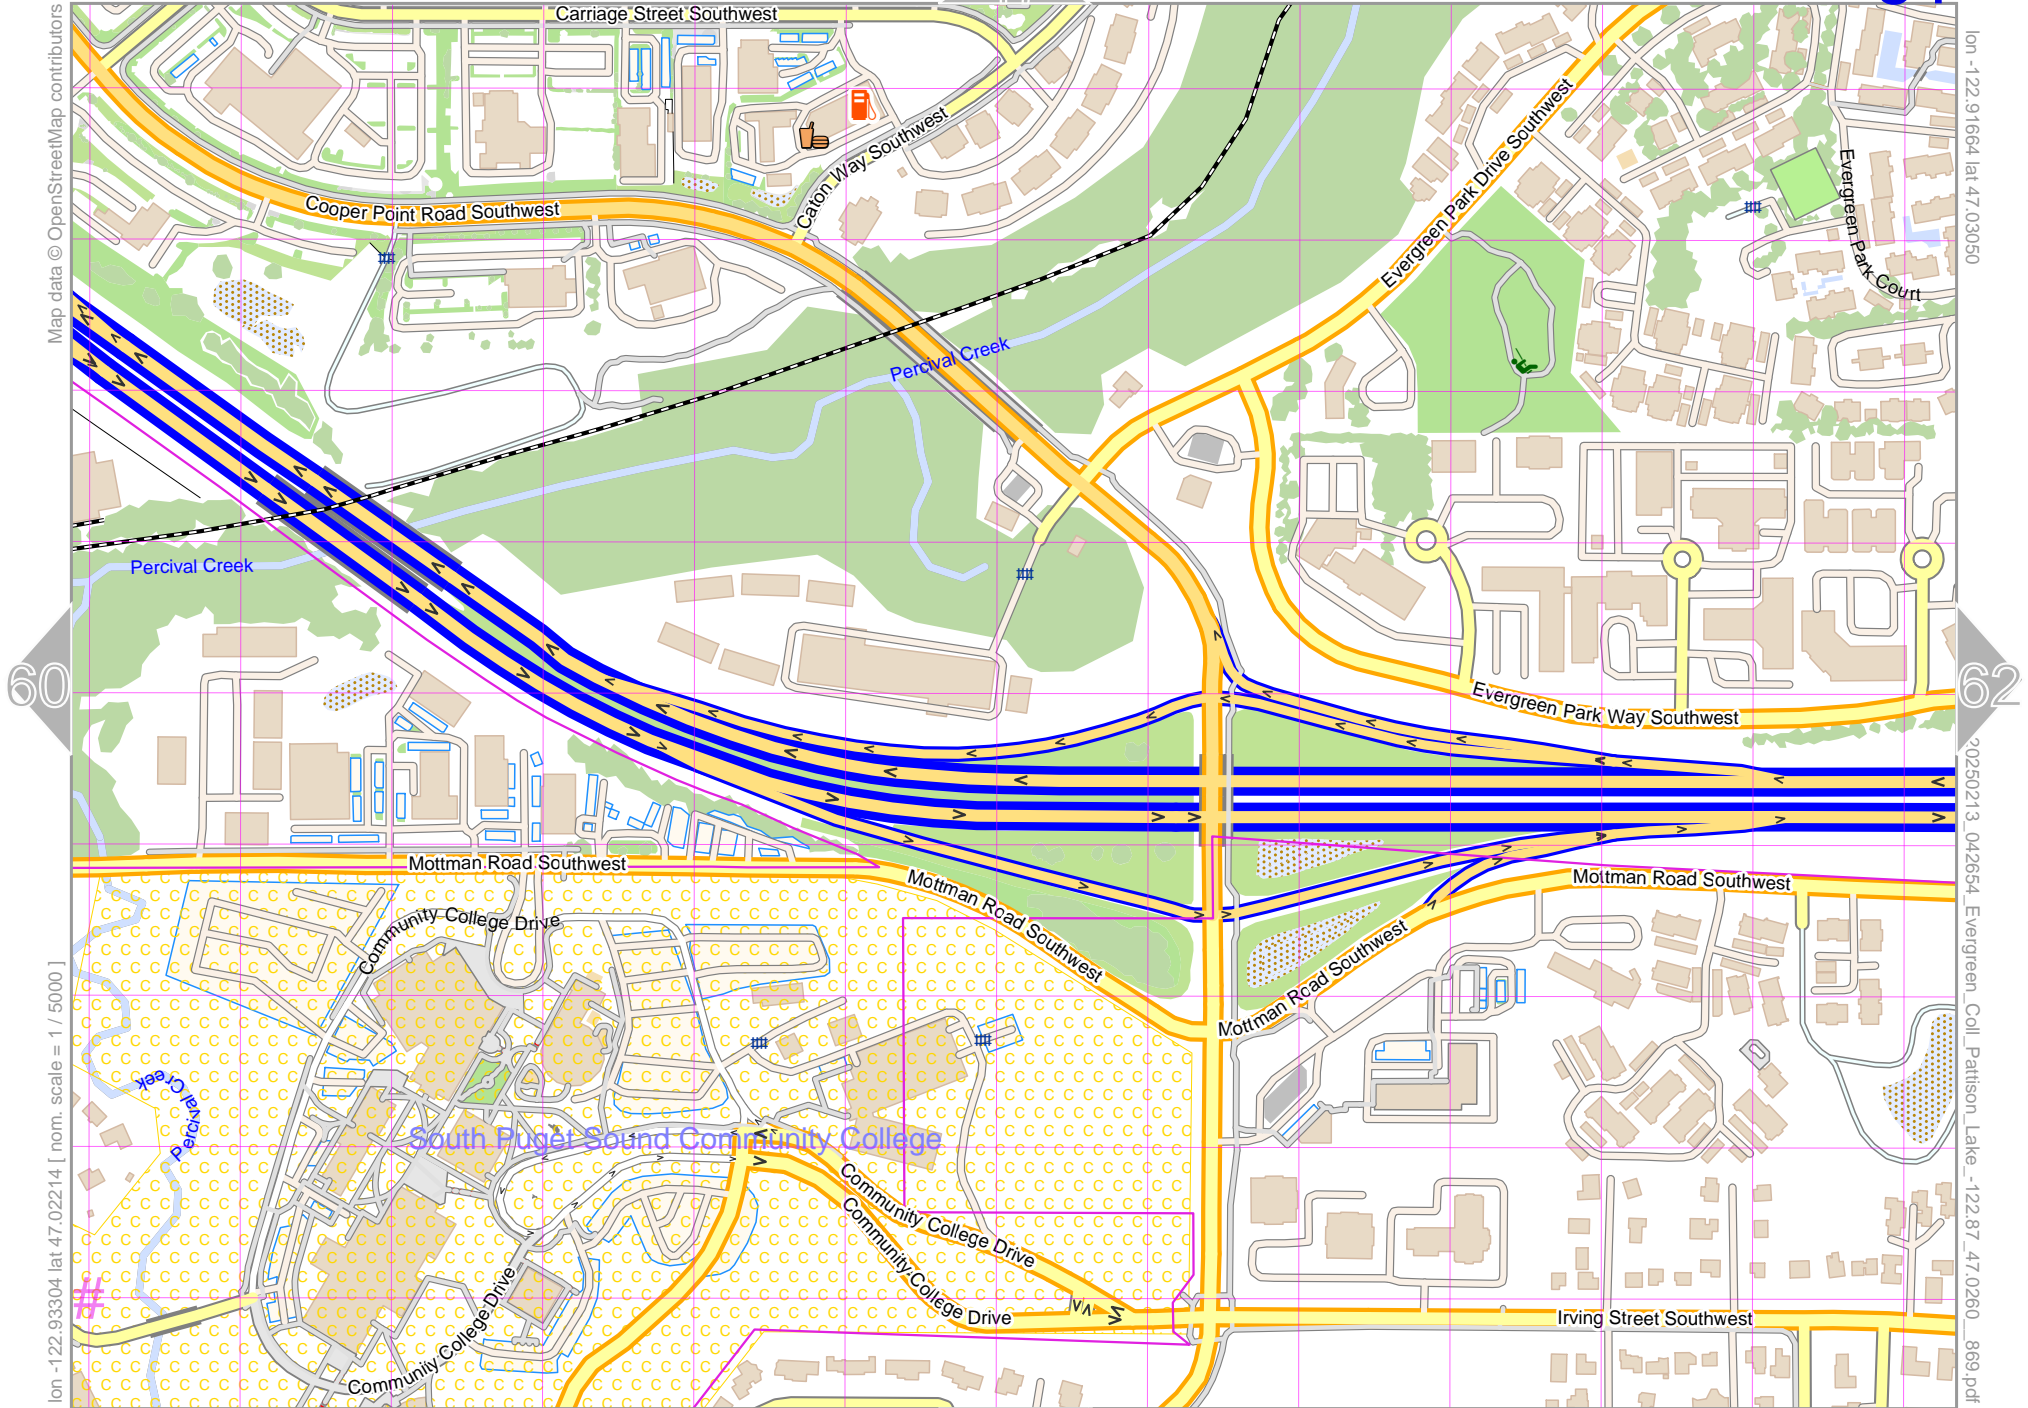 Carriage Street Southwest
Caton Way Southwest
Cooper Point Road Southwest
Evergreen Park Drive Southwest
Evergreen Park Court
Percival Creek
Percival Creek
Evergreen Park Way Southwest
60
62
Mottman Road Southwest
Mottman Road Southwest
Mottman Road Southwest
Mottman Road Southwest
Community College Drive
Percival Creek
South Puget Sound Community College
Community College Drive
Community College Drive
Community College Drive
Irving Street Southwest
#
Map data © OpenStreetMap contributors
lon -122.93304 lat 47.02214 [ nom. scale = 1 / 5000 ]
lon -122.91664 lat 47.03050
20250213_042654_Evergreen_Coll_Pattison_Lake_-122.87_47.0260__869.pdf